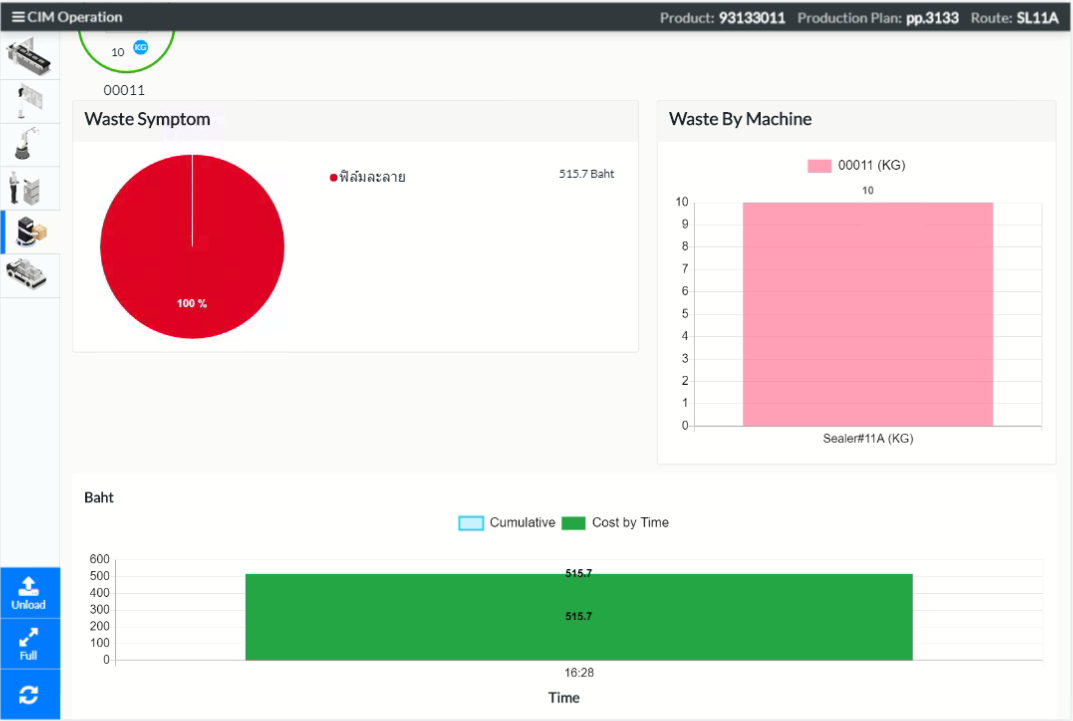 CIM Operation
Product: 93133011 Production Plan: pp.3133 Route: SL11A
10 KG
00011
Waste Symptom
100 %
ฟิล์มละลาย 515.7 Baht
Waste By Machine
00011 (KG)
10
10
9
8
7
6
5
4
3
2
1
0
Sealer#11A (KG)
Baht
Cumulative Cost by Time
600
500
400
300
200
100
0
515.7
515.7
16:28
Time
Unload
Full